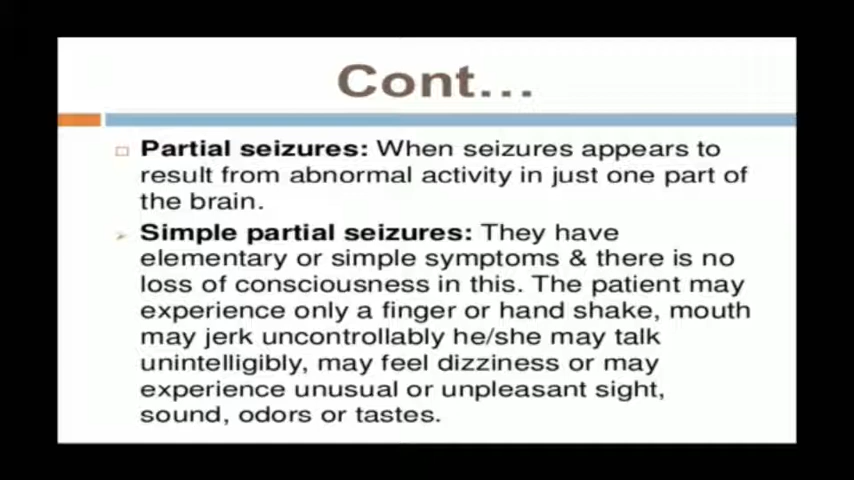 Cont...
Partial seizures: When seizures appears to
result from abnormal activity in just one part of
the brain.
Simple partial seizures: They have
elementary or simple symptoms & there is no
loss of consciousness in this. The patient may
experience only a finger or hand shake, mouth
may jerk uncontrollably he/she may talk
unintelligibly, may feel dizziness or may
experience unusual or unpleasant sight,
sound, odors or tastes.